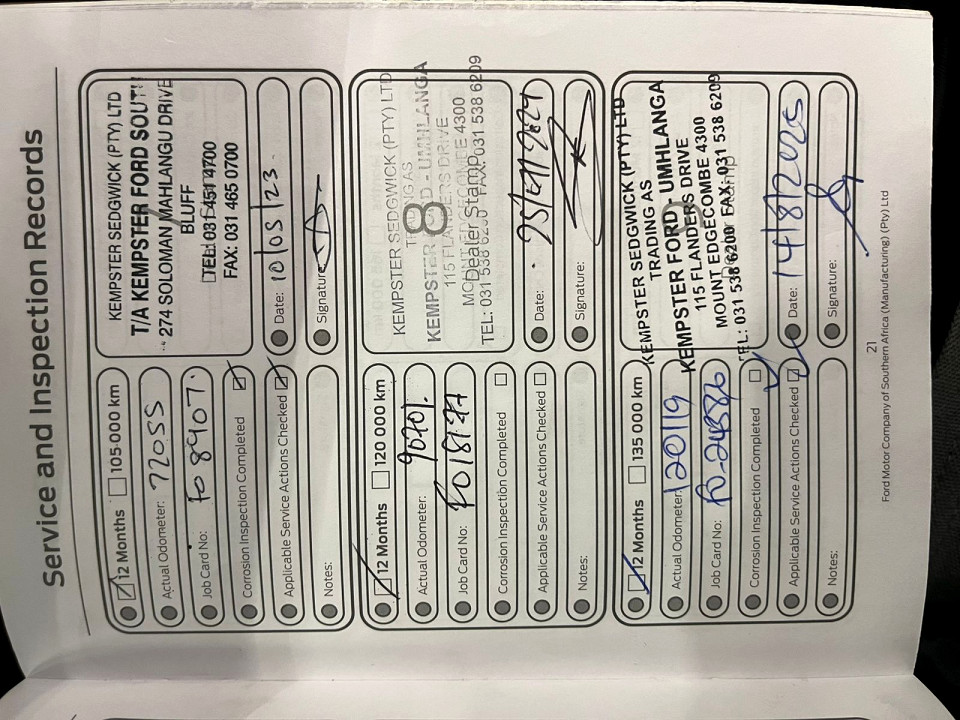 Service and Inspection Records
12 Months 105 000 km
Actual Odometer: 72055
Job Card No: F08907
Corrosion Inspection Completed
Applicable Service Actions Checked
Notes:
KEMPSTER SEDGWICK (PTY) LTD
T/A KEMPSTER FORD SOUTH
274 SOLOMAN MAHLANGU DRIVE
BLUFF
TEL: 031 451 4700
FAX: 031 465 0700
Date: 10/05/23
Signature:
12 Months 120 000 km
Actual Odometer: 90701.
Job Card No:
Corrosion Inspection Completed
Applicable Service Actions Checked
Notes:
KEMPSTER SEDGWICK (PTY) LTD
TRADING AS
KEMPSTER FORD - UMHLANGA
8
115 FLANDERS DRIVE
MOUNT EDGECOMBE 4300
Dealer Stamp
TEL: 031 538 6200 FAX: 031 538 6209
Date:
Signature:
12 Months 135 000 km
Actual Odometer: 120119
Job Card No:
Corrosion Inspection Completed
Applicable Service Actions Checked
Notes:
KEMPSTER SEDGWICK (PTY) LTD
TRADING AS
KEMPSTER FORD - UMHLANGA
115 FLANDERS DRIVE
MOUNT EDGECOMBE 4300
TEL: 031 538 6200 FAX: 031 538 6209
Dealer Stamp
Date: 14/8/2025
Signature:
21
Ford Motor Company of Southern Africa (Manufacturing) (Pty) Ltd